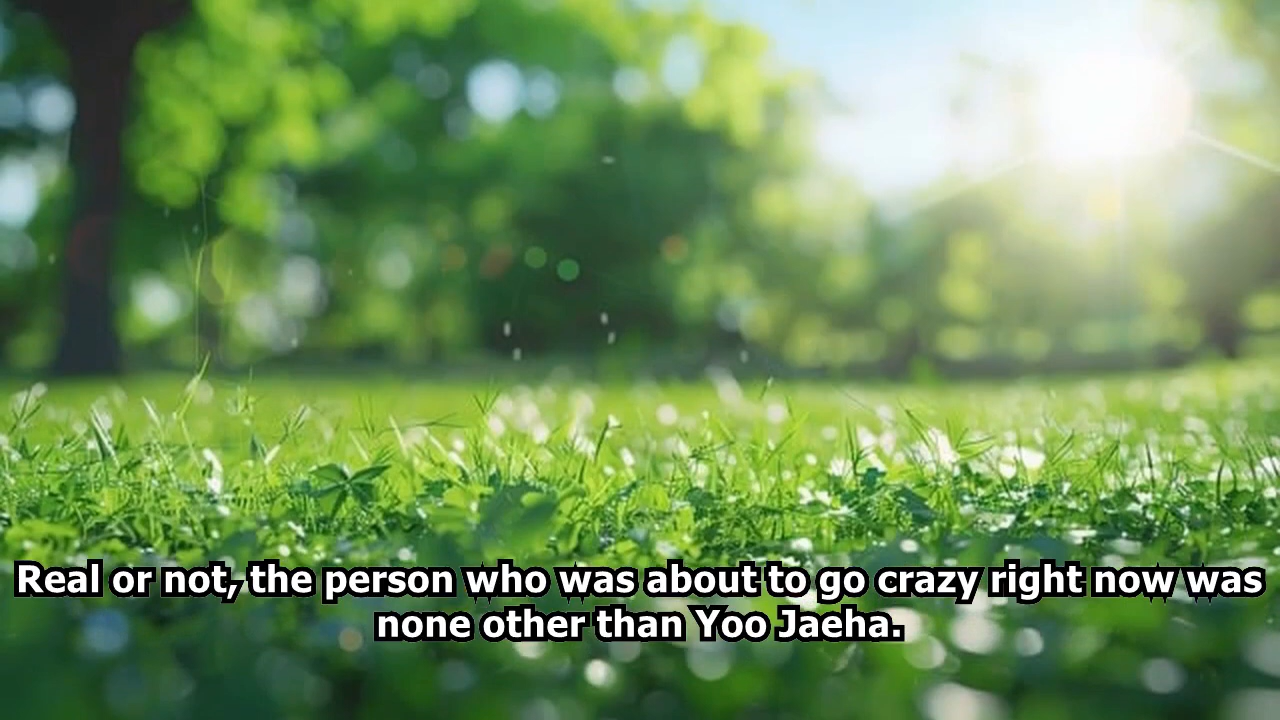 Real or not, the person who was about to go crazy right now was
none other than Yoo Jaeha.